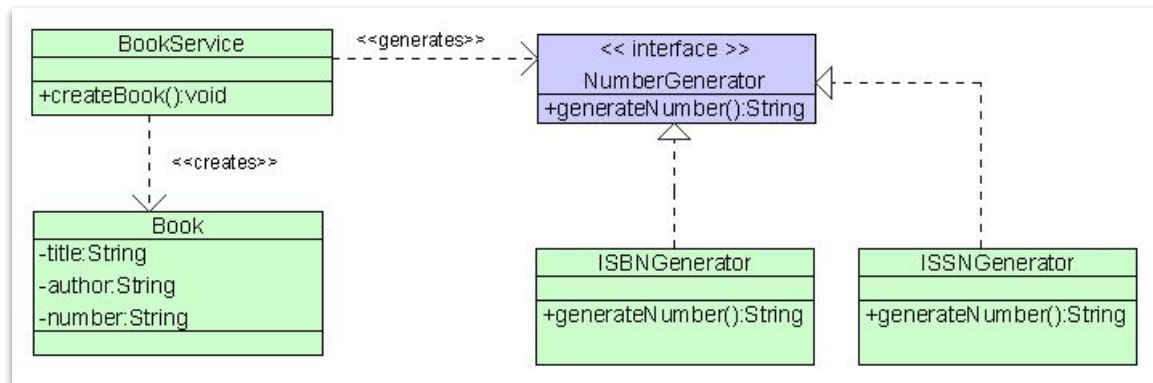 BookService
+createBook():void
<<generates>>
<< interface >>
NumberGenerator
+generateNumber():String
<<creates>>
Book
-title:String
-author:String
-number:String
ISBNGenerator
+generateNumber():String
ISSNGenerator
+generateNumber():String